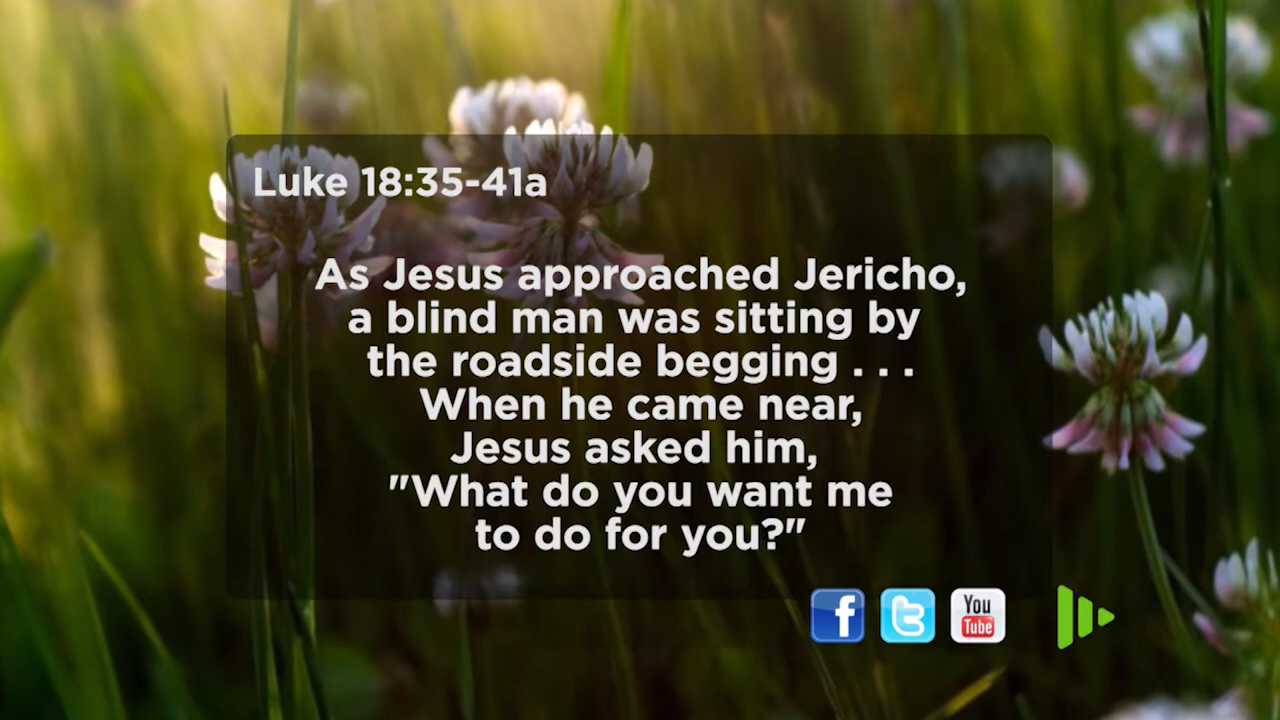 Luke 18:35-41a
As Jesus approached Jericho,
a blind man was sitting by
the roadside begging . . .
When he came near,
Jesus asked him,
"What do you want me
to do for you?"
f
t
You
Tube